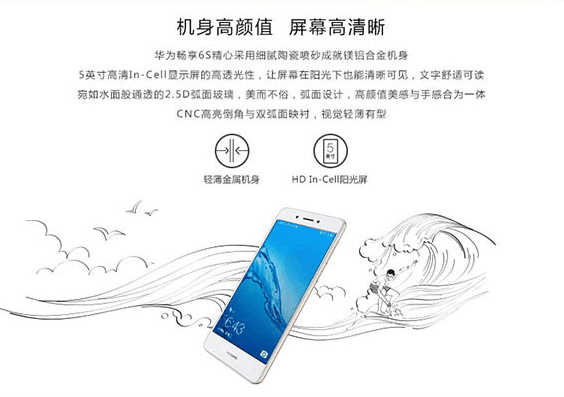 机身高颜值 屏幕高清晰
华为畅享6S精心采用细腻陶瓷喷砂成就镁铝合金机身
5英寸高清In-Cell显示屏的高透光性，让屏幕在阳光下也能清晰可见，文字舒适可读
宛如水面般通透的2.5D弧面玻璃，美而不俗，弧面设计，高颜值美感与手感合为一体
CNC高亮倒角与双弧面映衬，视觉轻薄有型
5
英寸
轻薄金属机身 HD In-Cell阳光屏
6:43
HUAWEI